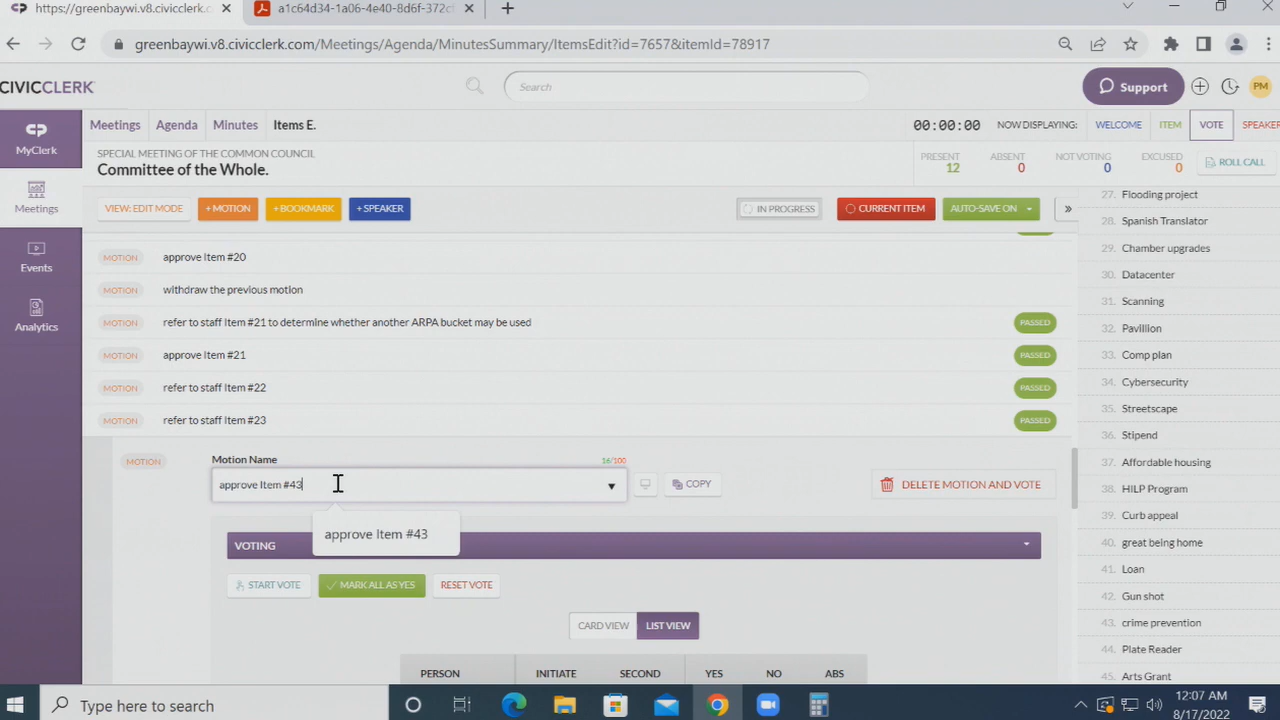 https://greenbaywi.v8.civicclerk.c
a1c64d34-1a06-4e40-8d6f-372cf
greenbaywi.v8.civicclerk.com/Meetings/Agenda/MinutesSummary/ItemsEdit?id=7657&itemId=78917
CIVICCLERK
Search
Support
PM
MyClerk
Meetings
Events
Analytics
Meetings Agenda Minutes Items E.
00:00:00 NOW DISPLAYING: WELCOME ITEM VOTE SPEAKER
SPECIAL MEETING OF THE COMMON COUNCIL
Committee of the Whole.
PRESENT 12
ABSENT 0
NOT VOTING 0
EXCUSED 0
ROLL CALL
VIEW: EDIT MODE + MOTION + BOOKMARK + SPEAKER
IN PROGRESS CURRENT ITEM AUTO-SAVE ON »
MOTION approve Item #20
MOTION withdraw the previous motion
MOTION refer to staff Item #21 to determine whether another ARPA bucket may be used PASSED
MOTION approve Item #21 PASSED
MOTION refer to staff Item #22 PASSED
MOTION refer to staff Item #23 PASSED
MOTION
Motion Name 16/100
approve Item #43
COPY
DELETE MOTION AND VOTE
approve Item #43
VOTING
START VOTE MARK ALL AS YES RESET VOTE
CARD VIEW LIST VIEW
PERSON INITIATE SECOND YES NO ABS
27. Flooding project
28. Spanish Translator
29. Chamber upgrades
30. Datacenter
31. Scanning
32. Pavillion
33. Comp plan
34. Cybersecurity
35. Streetscape
36. Stipend
37. Affordable housing
38. HILP Program
39. Curb appeal
40. great being home
41. Loan
42. Gun shot
43. crime prevention
44. Plate Reader
45. Arts Grant
Type here to search
12:07 AM
8/17/2022